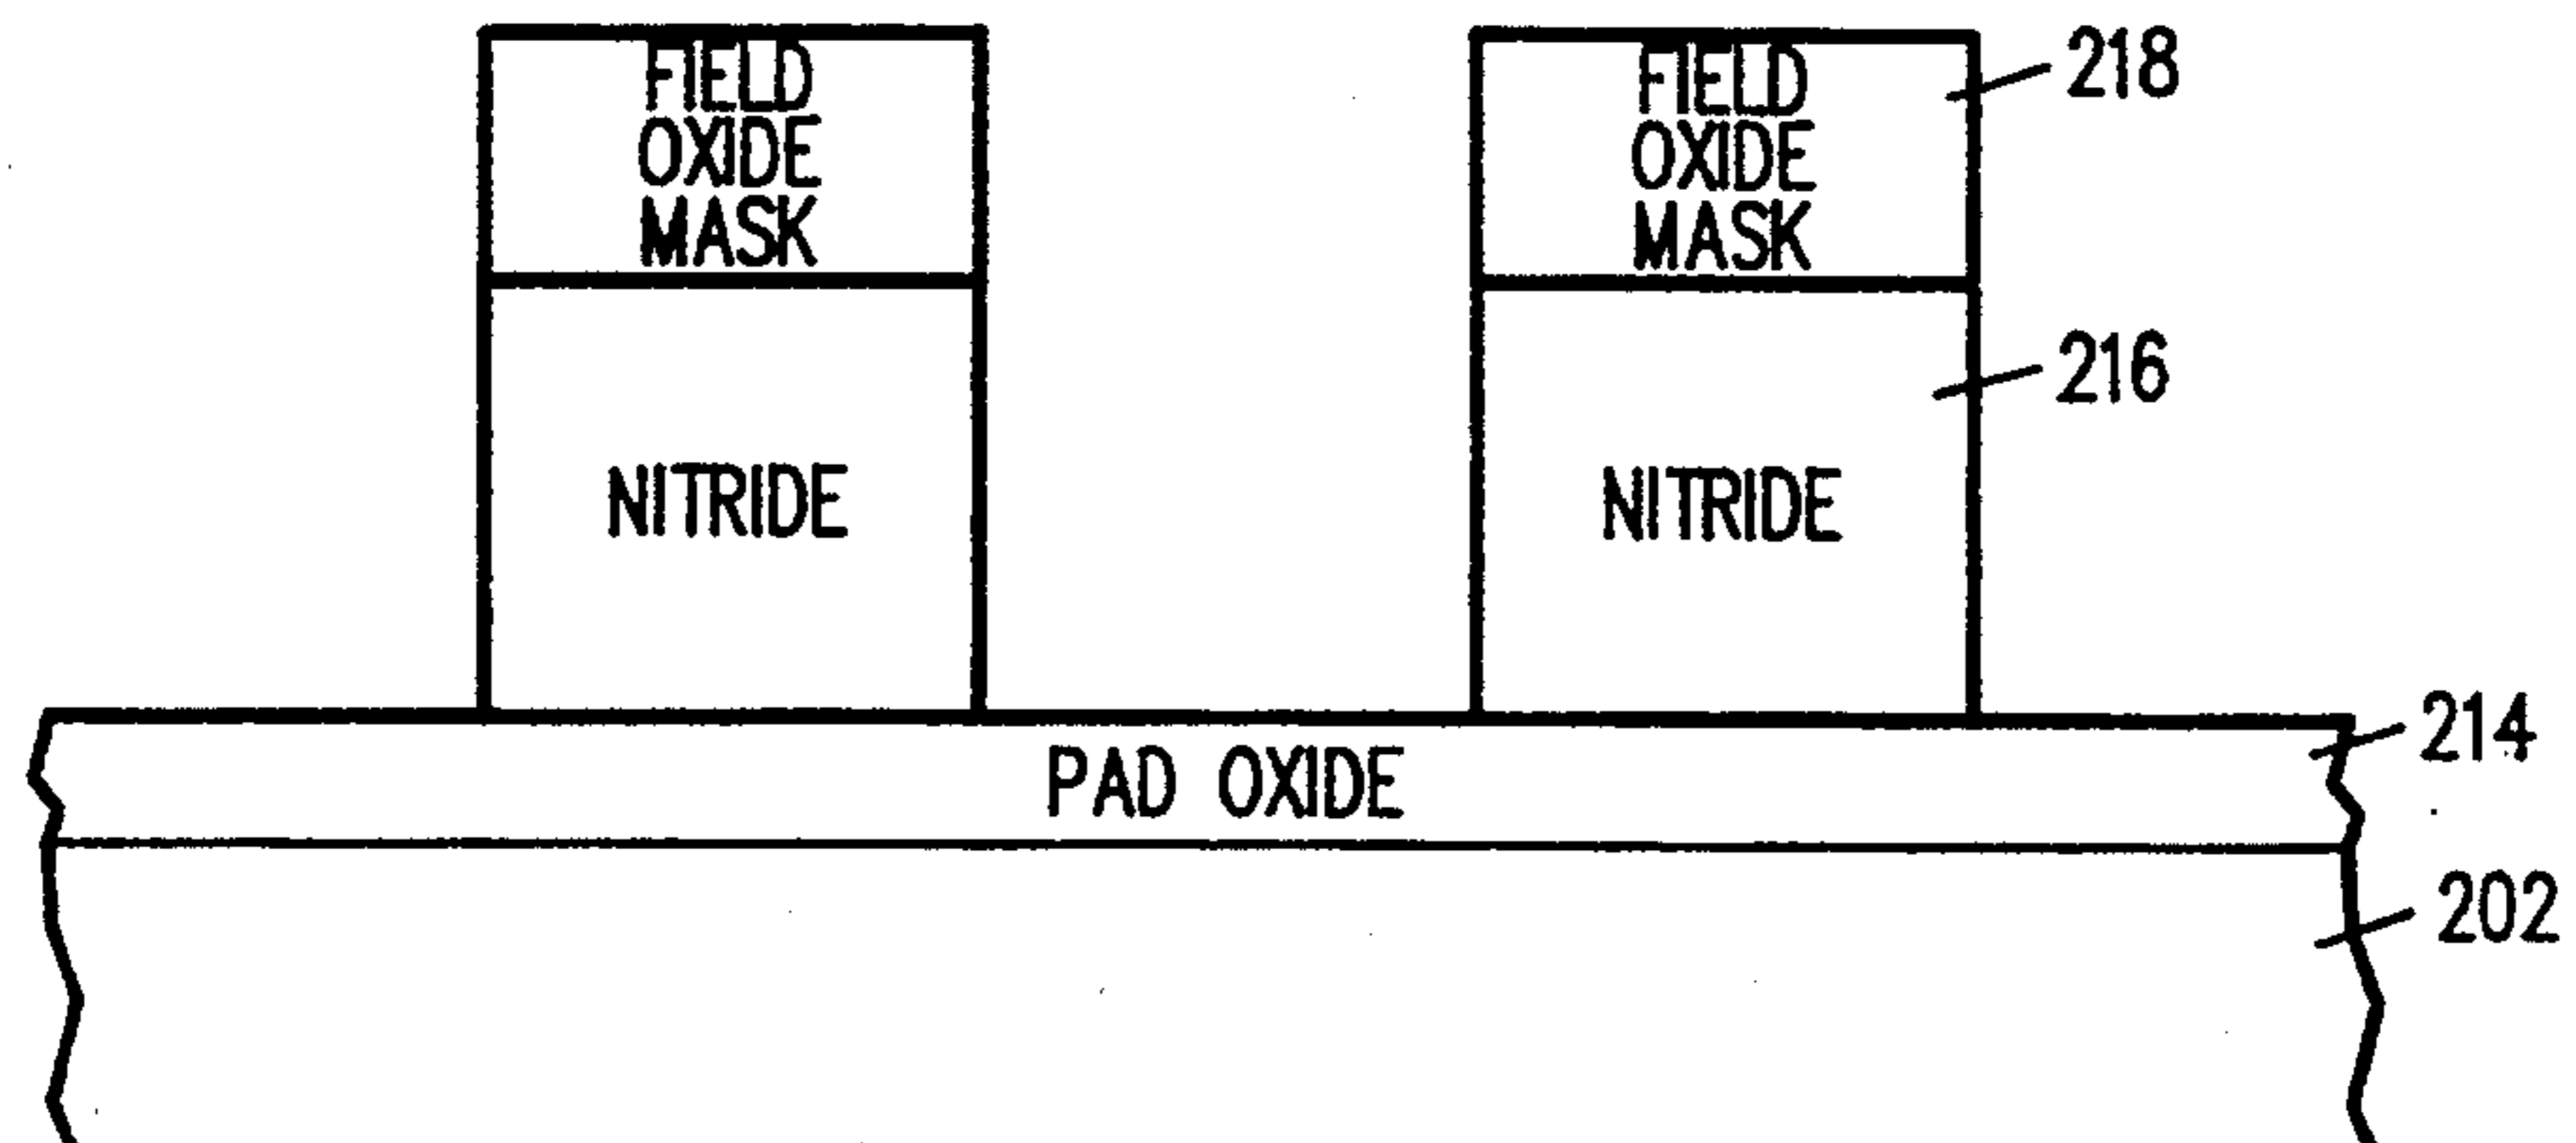 FIELD
OXIDE
MASK
FIELD
OXIDE
MASK
218
216
NITRIDE
NITRIDE
214
PAD OXIDE
202